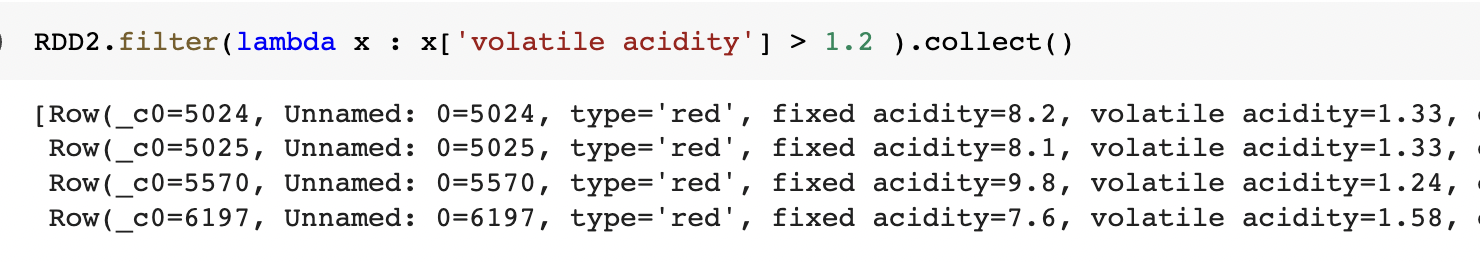 RDD2.filter(lambda x : x['volatile acidity'] > 1.2 ).collect()
[Row(_c0=5024, Unnamed: 0=5024, type='red', fixed acidity=8.2, volatile acidity=1.33,
Row(_c0=5025, Unnamed: 0=5025, type='red', fixed acidity=8.1, volatile acidity=1.33,
Row(_c0=5570, Unnamed: 0=5570, type='red', fixed acidity=9.8, volatile acidity=1.24,
Row(_c0=6197, Unnamed: 0=6197, type='red', fixed acidity=7.6, volatile acidity=1.58,